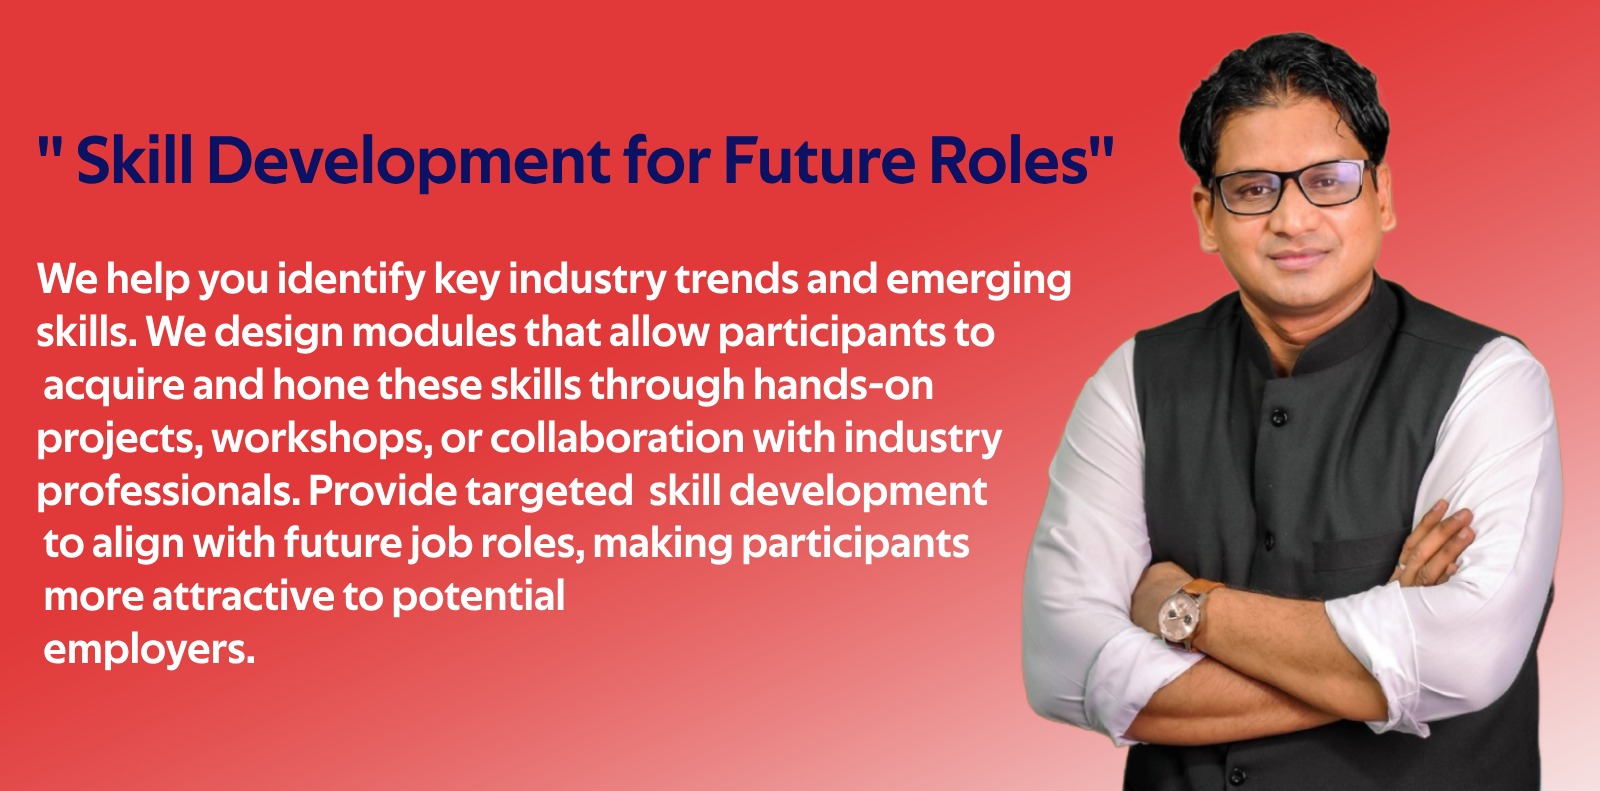 " Skill Development for Future Roles"
We help you identify key industry trends and emerging
skills. We design modules that allow participants to
acquire and hone these skills through hands-on
projects, workshops, or collaboration with industry
professionals. Provide targeted  skill development
to align with future job roles, making participants
more attractive to potential
employers.